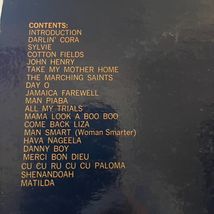 CONTENTS:
INTRODUCTION
DARLIN' CORA
SYLVIE
COTTON FIELDS
JOHN HENRY
TAKE MY MOTHER HOME
THE MARCHING SAINTS
DAY O
JAMAICA FAREWELL
MAN PIABA
ALL MY TRIALS
MAMA LOOK A BOO BOO
COME BACK LIZA
MAN SMART (Woman Smarter)
HAVA NAGEELA
DANNY BOY
MERCI BON DIEU
CU CU RU CU CU PALOMA
SHENANDOAH
MATILDA